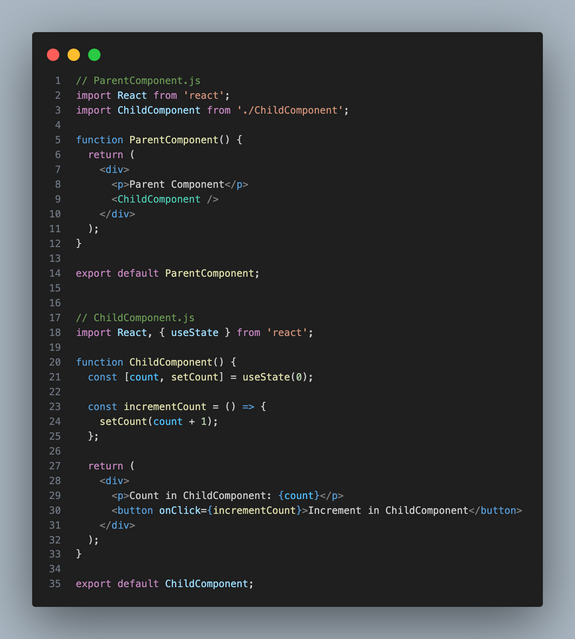 1 // ParentComponent.js
2 import React from 'react';
3 import ChildComponent from './ChildComponent';
4
5 function ParentComponent() {
6   return (
7     <div>
8       <p>Parent Component</p>
9       <ChildComponent />
10     </div>
11   );
12 }
13
14 export default ParentComponent;
15
16
17 // ChildComponent.js
18 import React, { useState } from 'react';
19
20 function ChildComponent() {
21   const [count, setCount] = useState(0);
22
23   const incrementCount = () => {
24     setCount(count + 1);
25   };
26
27   return (
28     <div>
29       <p>Count in ChildComponent: {count}</p>
30       <button onClick={incrementCount}>Increment in ChildComponent</button>
31     </div>
32   );
33 }
34
35 export default ChildComponent;